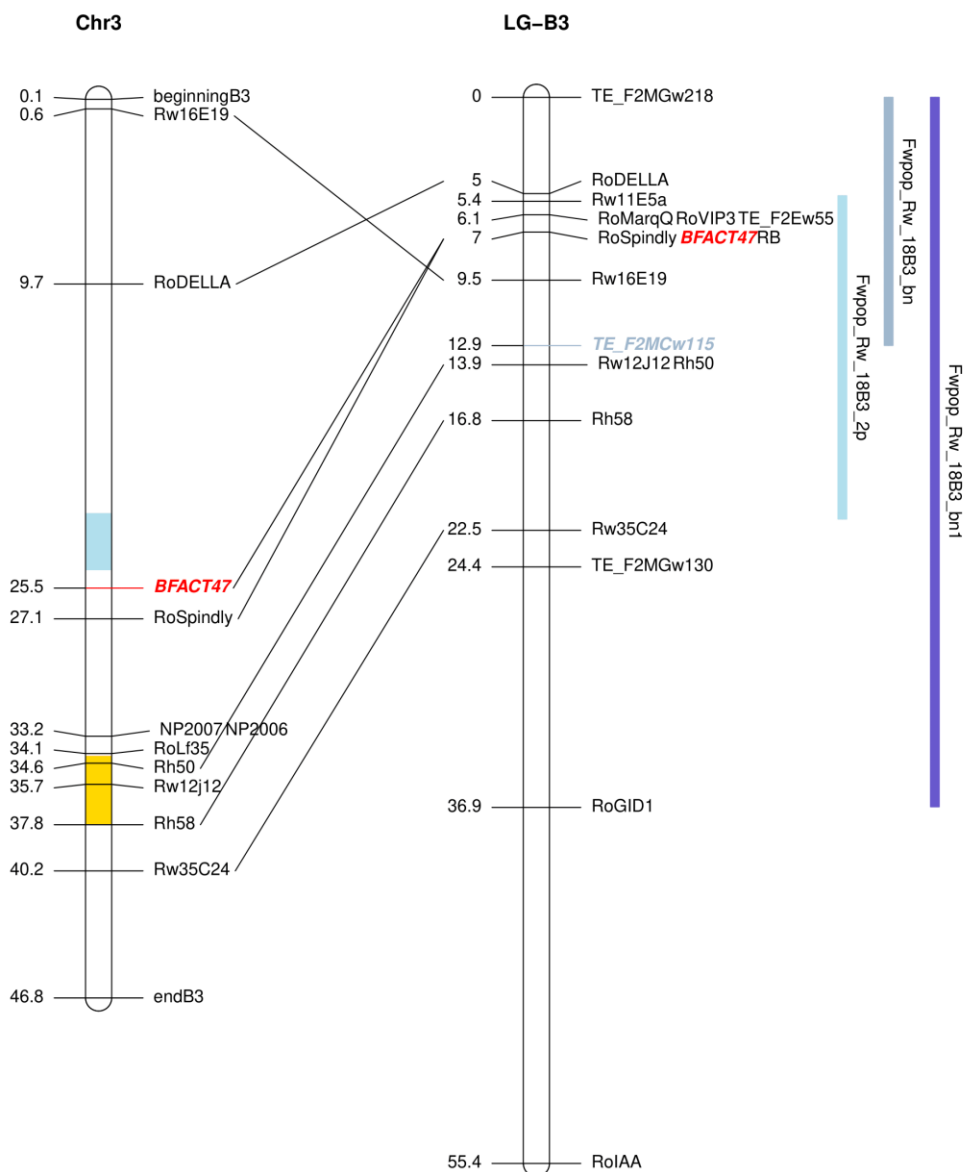 Chr3
0.1 beginningB3
0.6 Rw16E19
9.7 RoDELLA
25.5 BFACT47
27.1 RoSpindly
33.2 NP2007 NP2006
34.1 RoLf35
34.6 Rh50
35.7 Rw12j12
37.8 Rh58
40.2 Rw35C24
46.8 endB3
LG-B3
0 TE_F2MGw218
5 RoDELLA
5.4 Rw11E5a
6.1 RoMarqQ RoVIP3 TE_F2Ew55
7 RoSpindly BFACT47 RB
9.5 Rw16E19
12.9 TE_F2MCw115
13.9 Rw12J12 Rh50
16.8 Rh58
22.5 Rw35C24
24.4 TE_F2MGw130
36.9 RoGID1
55.4 RoIAA
Fwpop_Rw_18B3_2p
Fwpop_Rw_18B3_bn
Fwpop_Rw_18B3_bn1